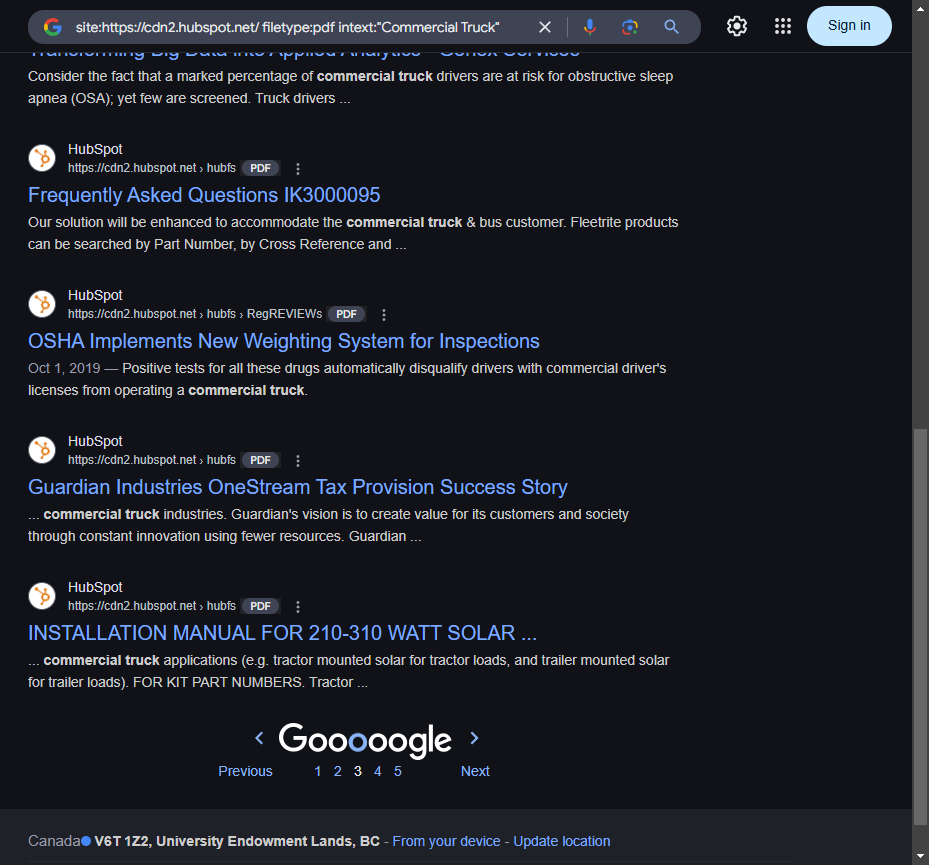 site:https://cdn2.hubspot.net/ filetype:pdf intext:"Commercial Truck"
Sign in
Transforming Big Data into Applied Analytics - Genex Services
Consider the fact that a marked percentage of commercial truck drivers are at risk for obstructive sleep
apnea (OSA); yet few are screened. Truck drivers ...
HubSpot
https://cdn2.hubspot.net › hubfs PDF
Frequently Asked Questions IK3000095
Our solution will be enhanced to accommodate the commercial truck & bus customer. Fleetrite products
can be searched by Part Number, by Cross Reference and ...
HubSpot
https://cdn2.hubspot.net › hubfs › RegREVIEWs PDF
OSHA Implements New Weighting System for Inspections
Oct 1, 2019 — Positive tests for all these drugs automatically disqualify drivers with commercial driver's
licenses from operating a commercial truck.
HubSpot
https://cdn2.hubspot.net › hubfs PDF
Guardian Industries OneStream Tax Provision Success Story
... commercial truck industries. Guardian's vision is to create value for its customers and society
through constant innovation using fewer resources. Guardian ...
HubSpot
https://cdn2.hubspot.net › hubfs PDF
INSTALLATION MANUAL FOR 210-310 WATT SOLAR ...
... commercial truck applications (e.g. tractor mounted solar for tractor loads, and trailer mounted solar
for trailer loads). FOR KIT PART NUMBERS. Tractor ...
< Gooooogle >
Previous 1 2 3 4 5 Next
Canada V6T 1Z2, University Endowment Lands, BC - From your device - Update location